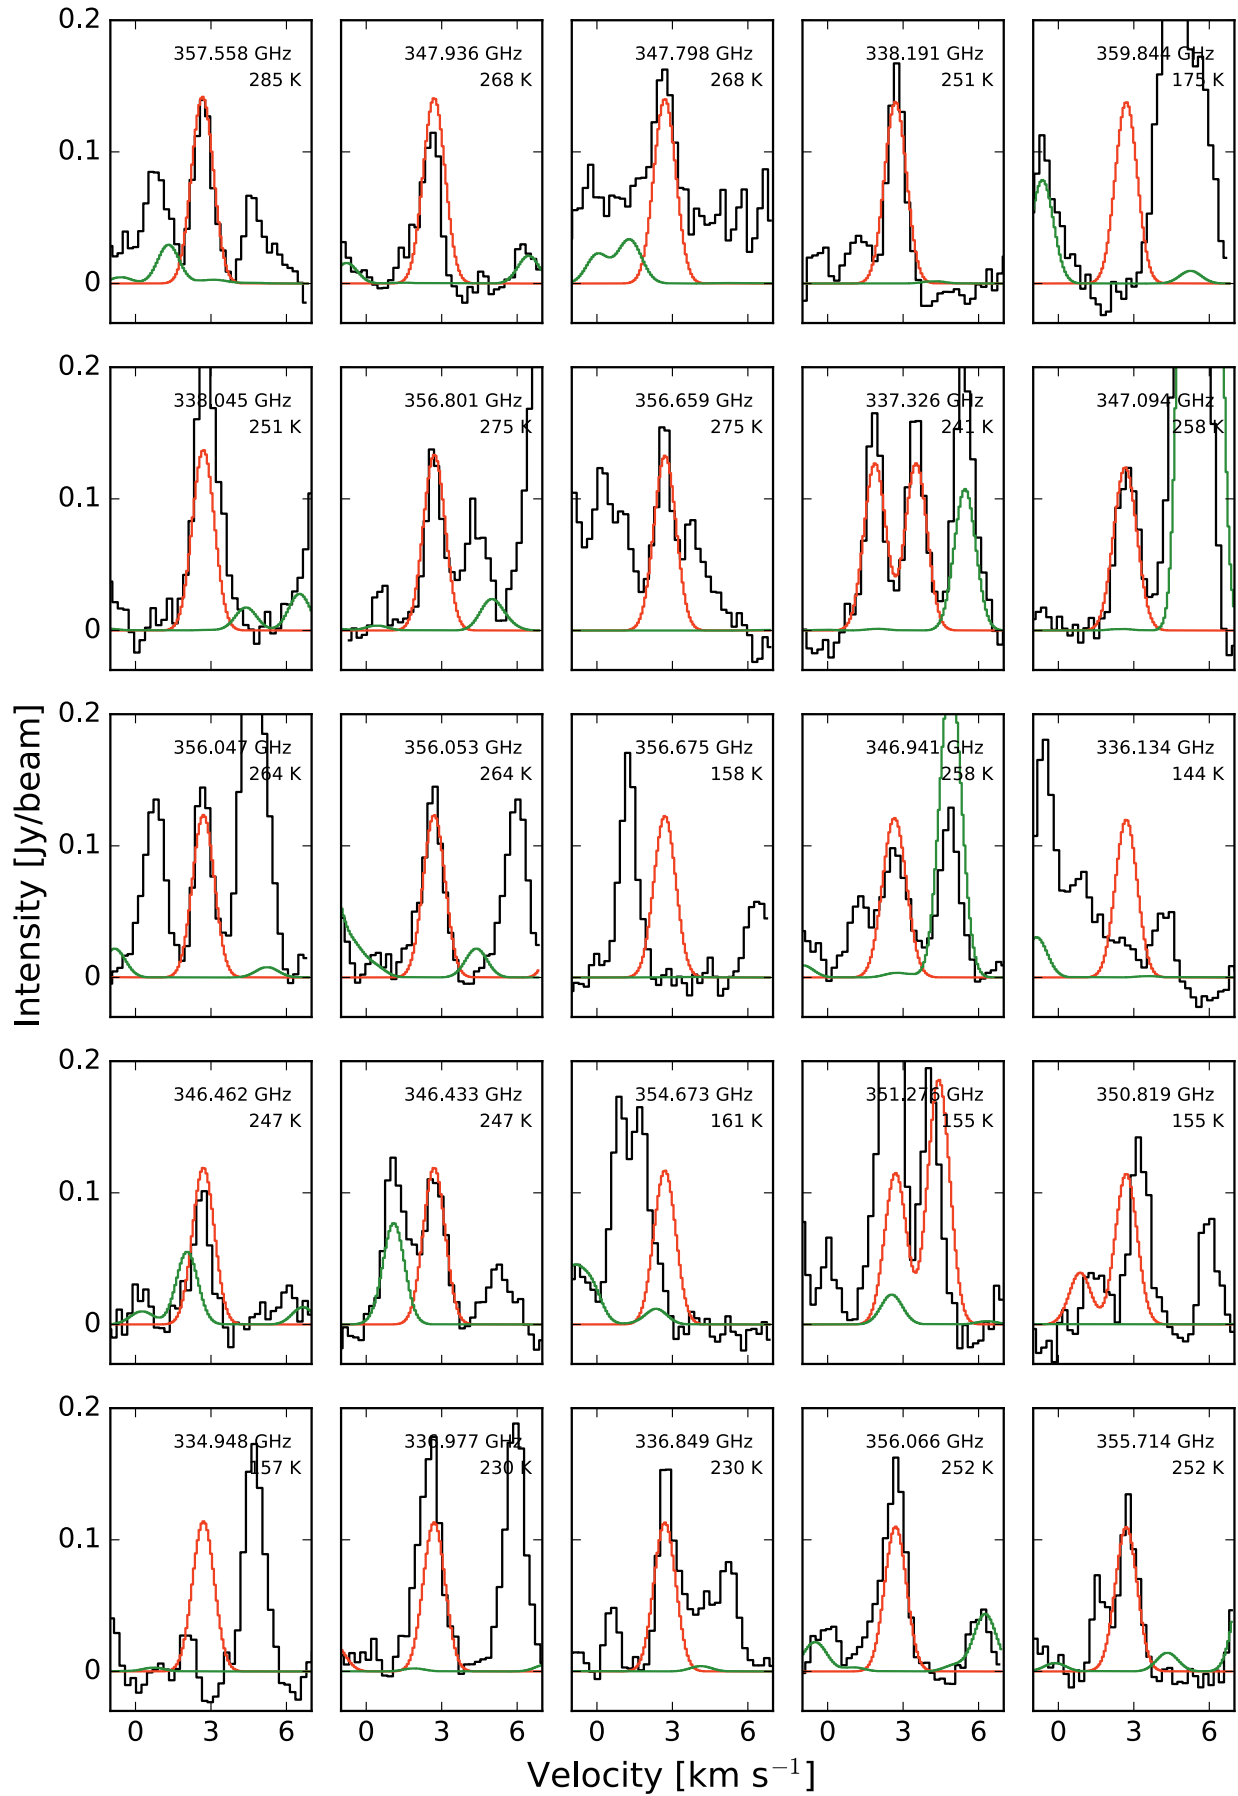 0.2
357.558 GHz 347.936 GHz 347.798 GHz 338.191 GHz 359.844 GHz
285 K 268 K 268 K 251 K 175 K
0.1
0
0.2
338.045 GHz 356.801 GHz 356.659 GHz 337.326 GHz 347.094 GHz
251 K 275 K 275 K 241 K 258 K
0.1
0
Intensity [Jy/beam]
0.2
356.047 GHz 356.053 GHz 356.675 GHz 346.941 GHz 336.134 GHz
264 K 264 K 158 K 258 K 144 K
0.1
0
0.2
346.462 GHz 346.433 GHz 354.673 GHz 351.276 GHz 350.819 GHz
247 K 247 K 161 K 155 K 155 K
0.1
0
0.2
334.948 GHz 336.977 GHz 336.849 GHz 356.066 GHz 355.714 GHz
157 K 230 K 230 K 252 K 252 K
0.1
0
0 3 6 0 3 6 0 3 6 0 3 6 0 3 6
Velocity [km s⁻¹]